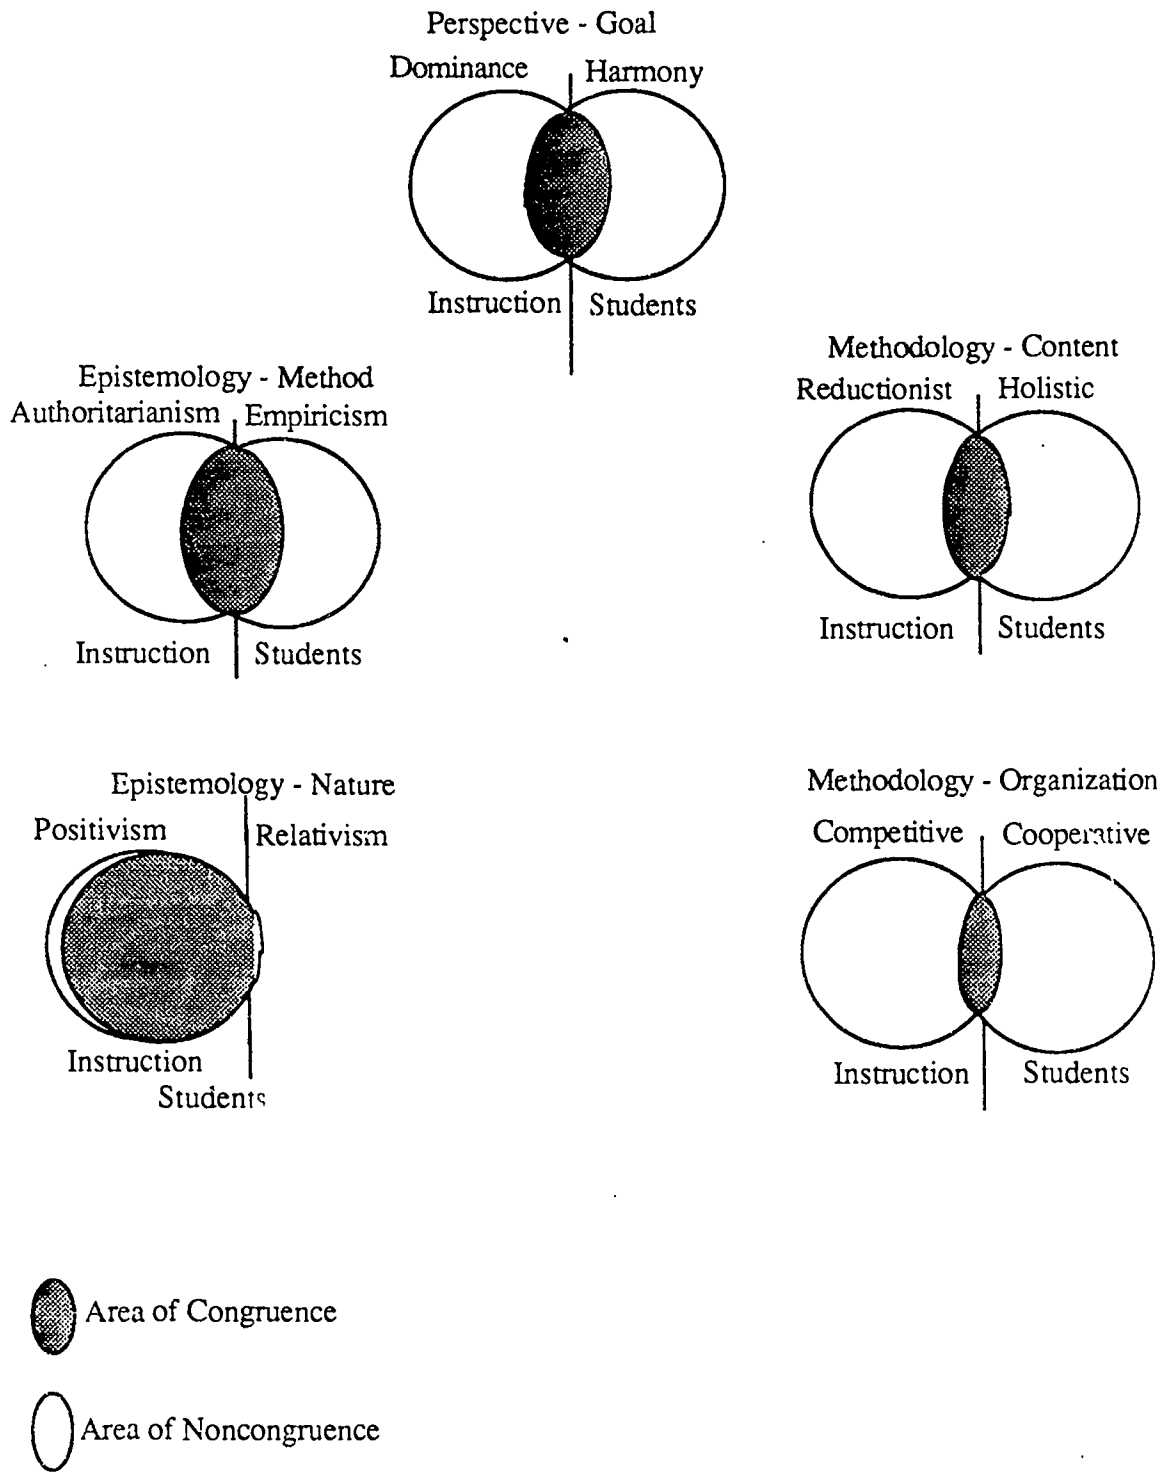 Perspective - Goal
Dominance Harmony
Instruction Students
Epistemology - Method
Authoritarianism Empiricism
Instruction Students
Methodology - Content
Reductionist Holistic
Instruction Students
Epistemology - Nature
Positivism Relativism
Instruction
Students
Methodology - Organization
Competitive Cooperative
Instruction Students
Area of Congruence
Area of Noncongruence